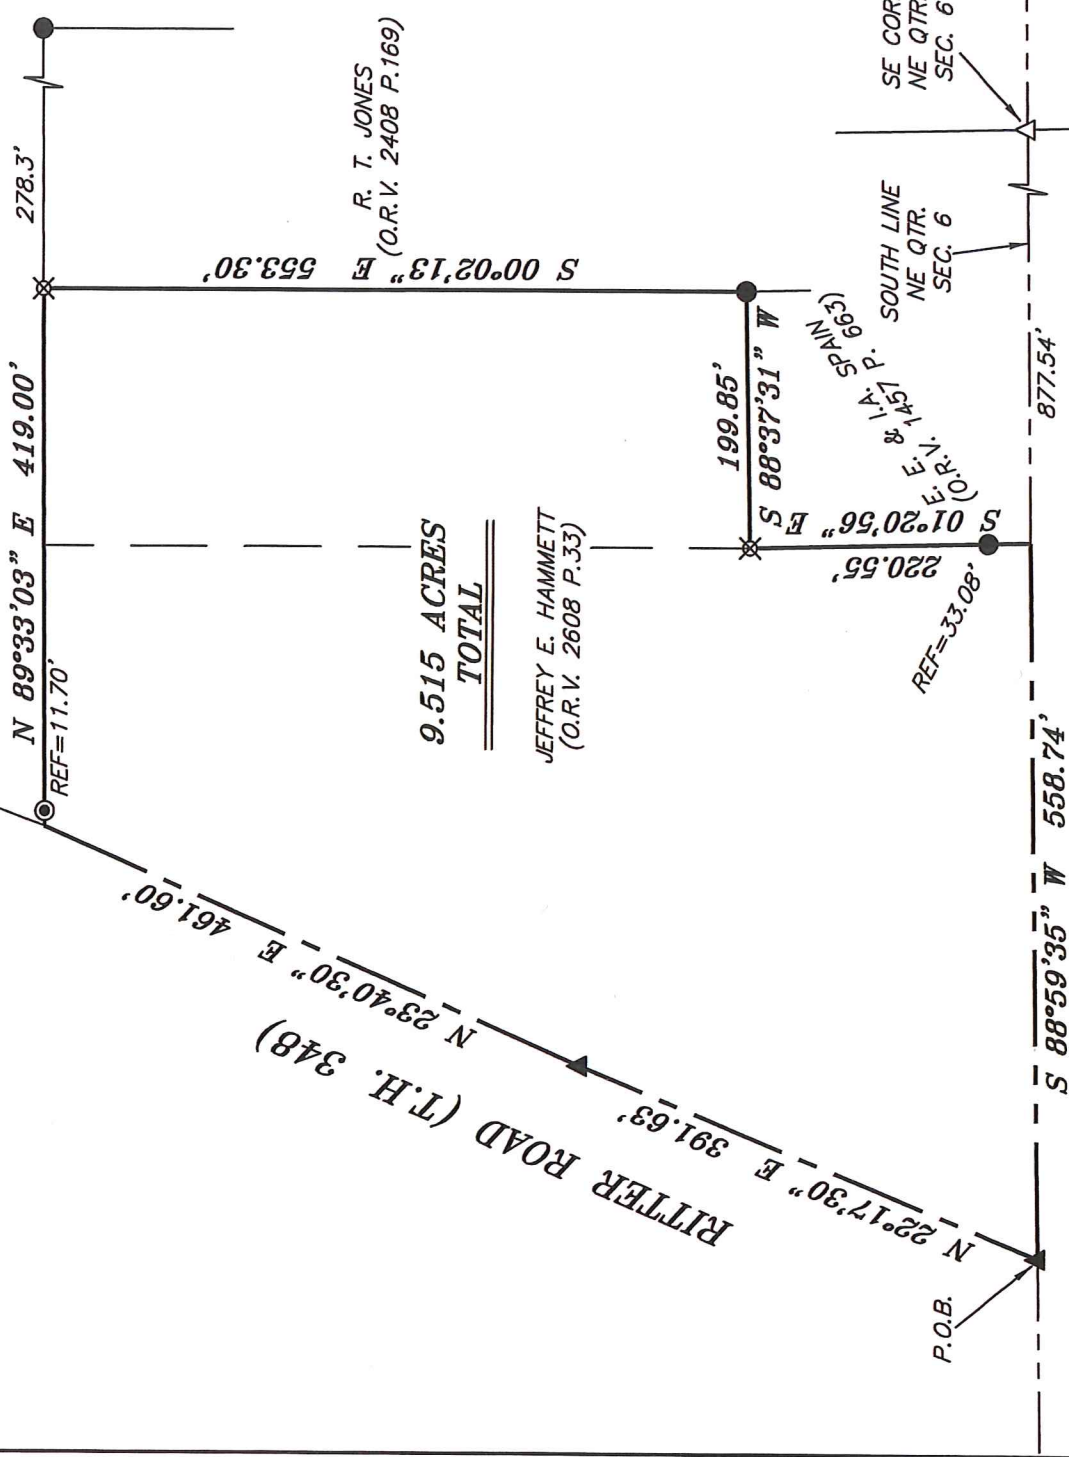 278.3'
N 89°33'03" E 419.00'
REF=11.70'
R. T. JONES
(O.R.V. 2408 P.169)
S 00°02'13" E 553.30'
SE COR
NE QTR.
SEC. 6
SOUTH LINE
NE QTR.
SEC. 6
199.85'
S 88°37'31" W
E. E. & I.A. SPAIN
(O.R.V. 1457 P. 663)
S 01°20'56" E
220.55'
REF=33.08'
877.54'
9.515 ACRES
TOTAL
JEFFREY E. HAMMETT
(O.R.V. 2608 P.33)
N 23°40'30" E 461.60'
RITTER ROAD (T.H. 348)
N 22°17'30" E 391.63'
P.O.B.
S 88°59'35" W 558.74'